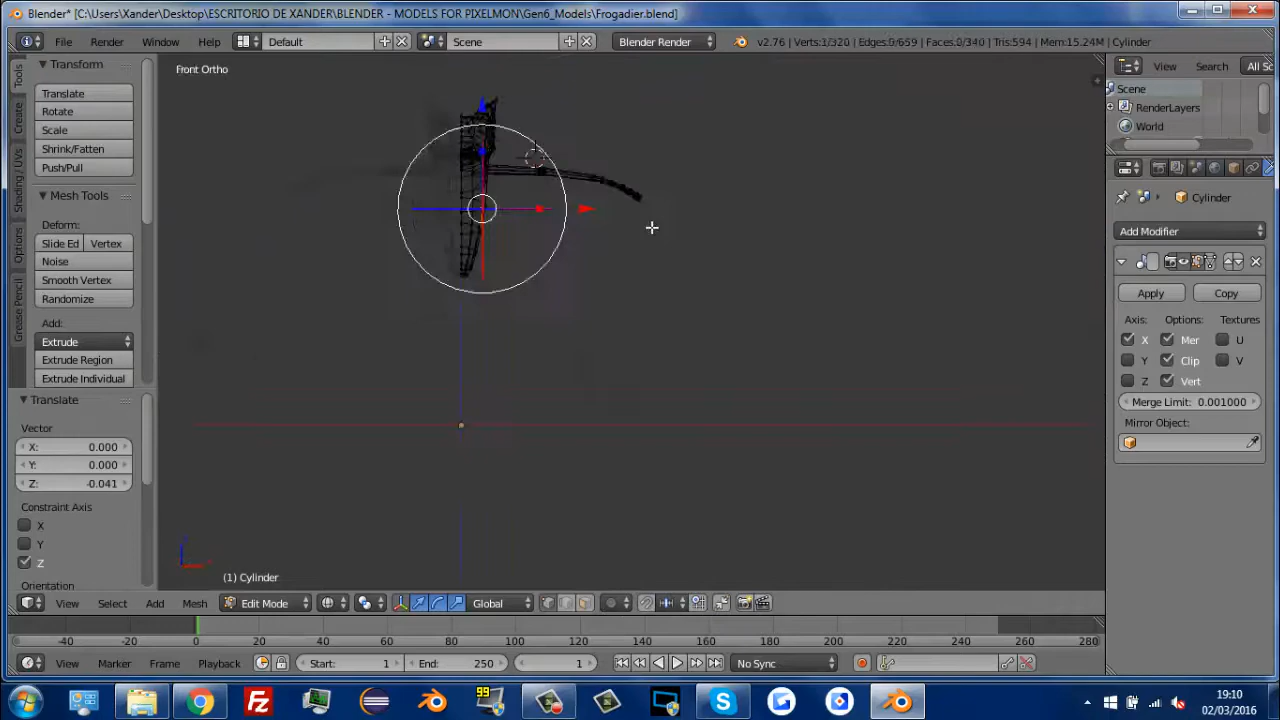 Blender* [C:\Users\Xander\Desktop\ESCRITORIO DE XANDER\BLENDER - MODELS FOR PIXELMON\Gen6_Models\Frogadier.blend]
File Render Window Help Default Scene Blender Render v2.76 | Verts:1/320 | Edges:0/659 | Faces:0/340 | Tris:594 | Mem:15.24M | Cylinder
Transform
Front Ortho
View Search All Sc
Tools
Translate
Scene
Rotate
RenderLayers
Create
World
Scale
Shrink/Fatten
Push/Pull
Shading / UVs
Mesh Tools
Cylinder
Deform:
Add Modifier
Slide Ed Vertex
Options
Noise
Smooth Vertex
Apply Copy
Randomize
Grease Pencil
Axis: Options: Textures
Add:
X Mer U
Extrude
Y Clip V
Extrude Region
Z Vert
Extrude Individual
Merge Limit: 0.001000
Translate
Mirror Object:
Vector
X: 0.000
Y: 0.000
Z: -0.041
Constraint Axis
X
Y
Z
(1) Cylinder
Orientation
View Select Add Mesh Edit Mode Global
-40 -20 0 20 40 60 80 100 120 140 160 180 200 220 240 260 280
View Marker Frame Playback Start: 1 End: 250 1 No Sync
99
19:10
02/03/2016